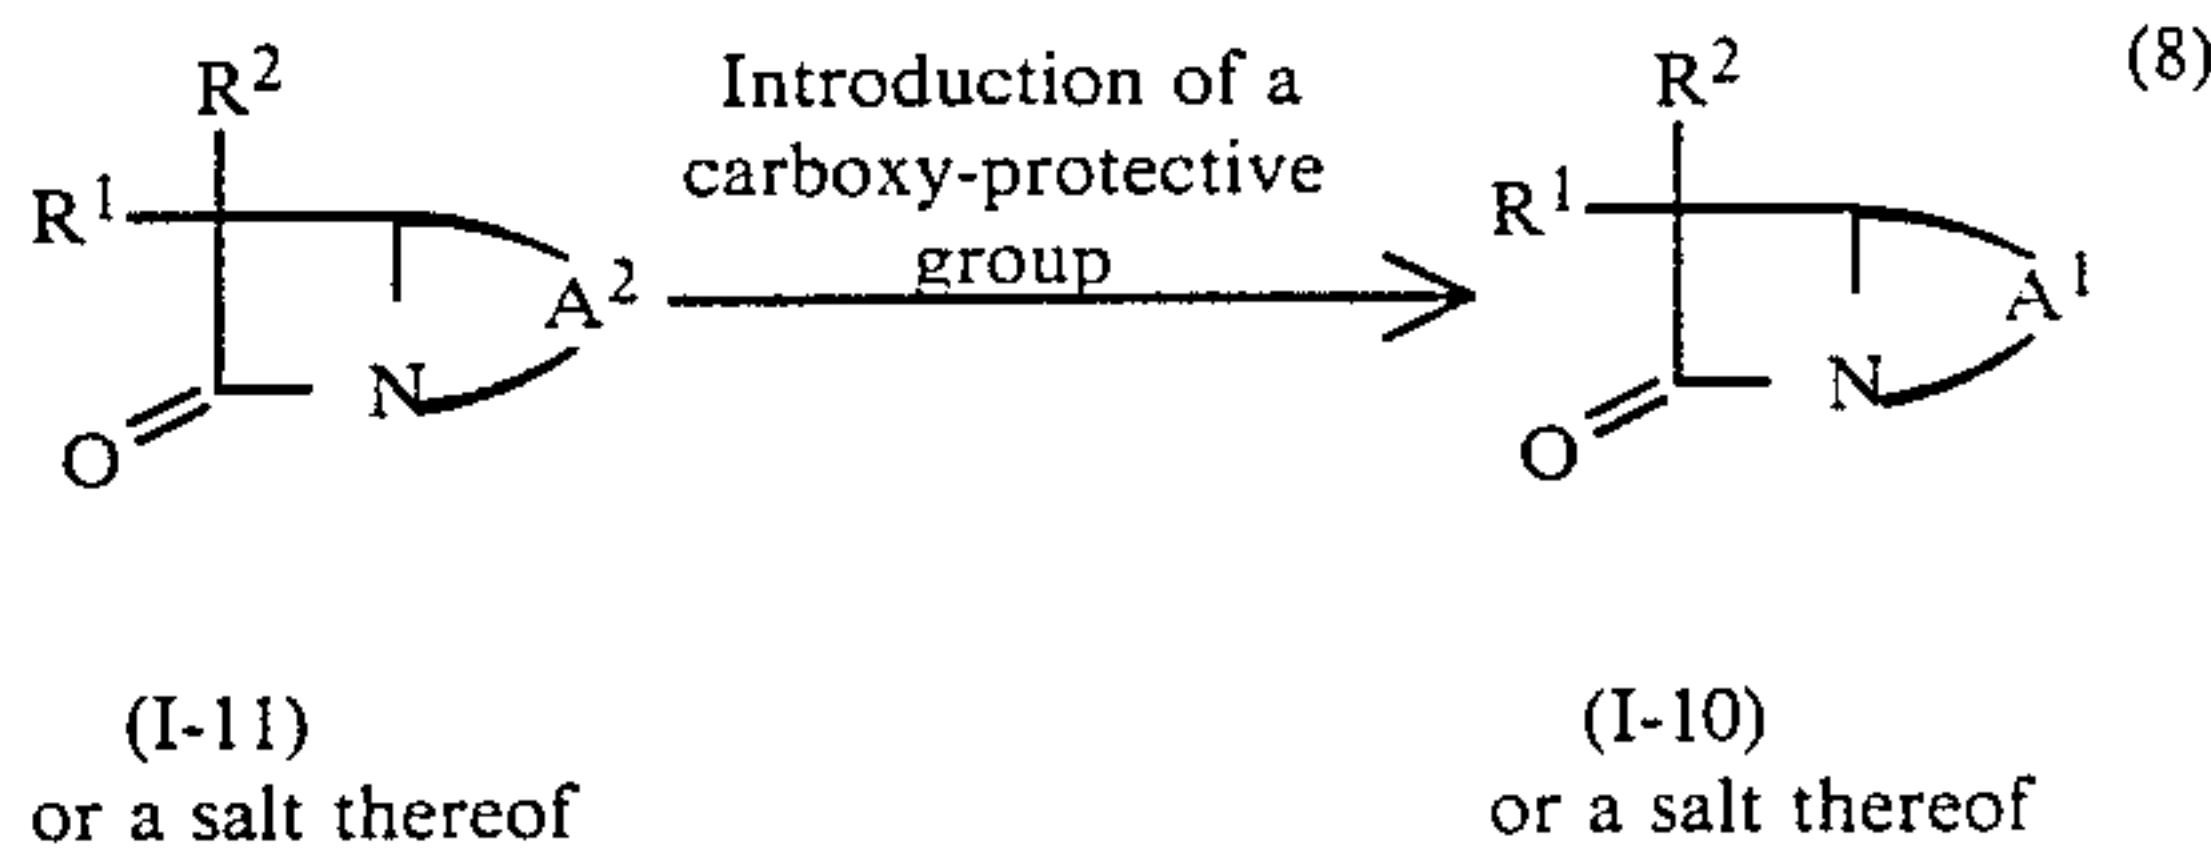 (8)
Introduction of a
carboxy-protective
group
R²
R¹
A²
N
O
R²
R¹
A¹
N
O
(I-11)
or a salt thereof
(I-10)
or a salt thereof